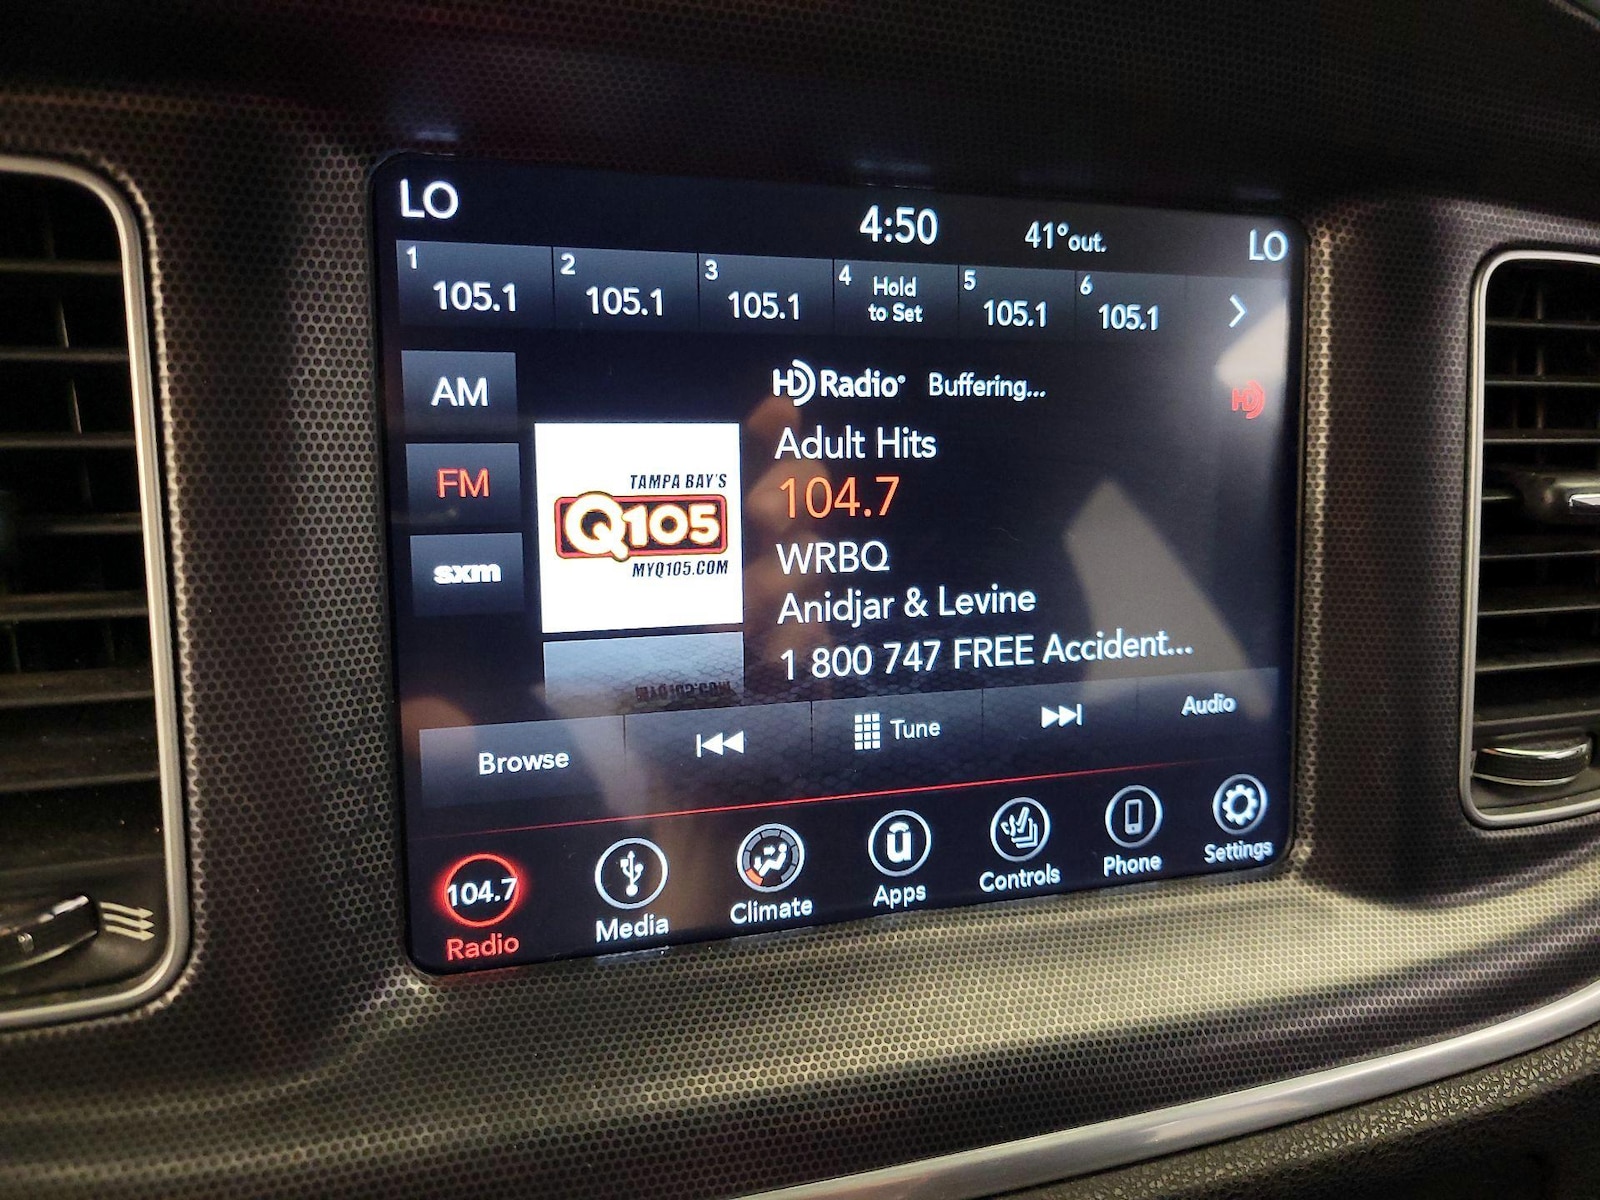 LO
4:50
41°out.
LO
1
105.1
2
105.1
3
105.1
4
Hold
to Set
5
105.1
6
105.1
AM
FM
sxm
TAMPA BAY'S
Q105
MYQ105.COM
HD Radio® Buffering...
HD
Adult Hits
104.7
WRBQ
Anidjar & Levine
1 800 747 FREE Accident...
Browse
Tune
Audio
104.7
Radio
Media
Climate
Apps
Controls
Phone
Settings